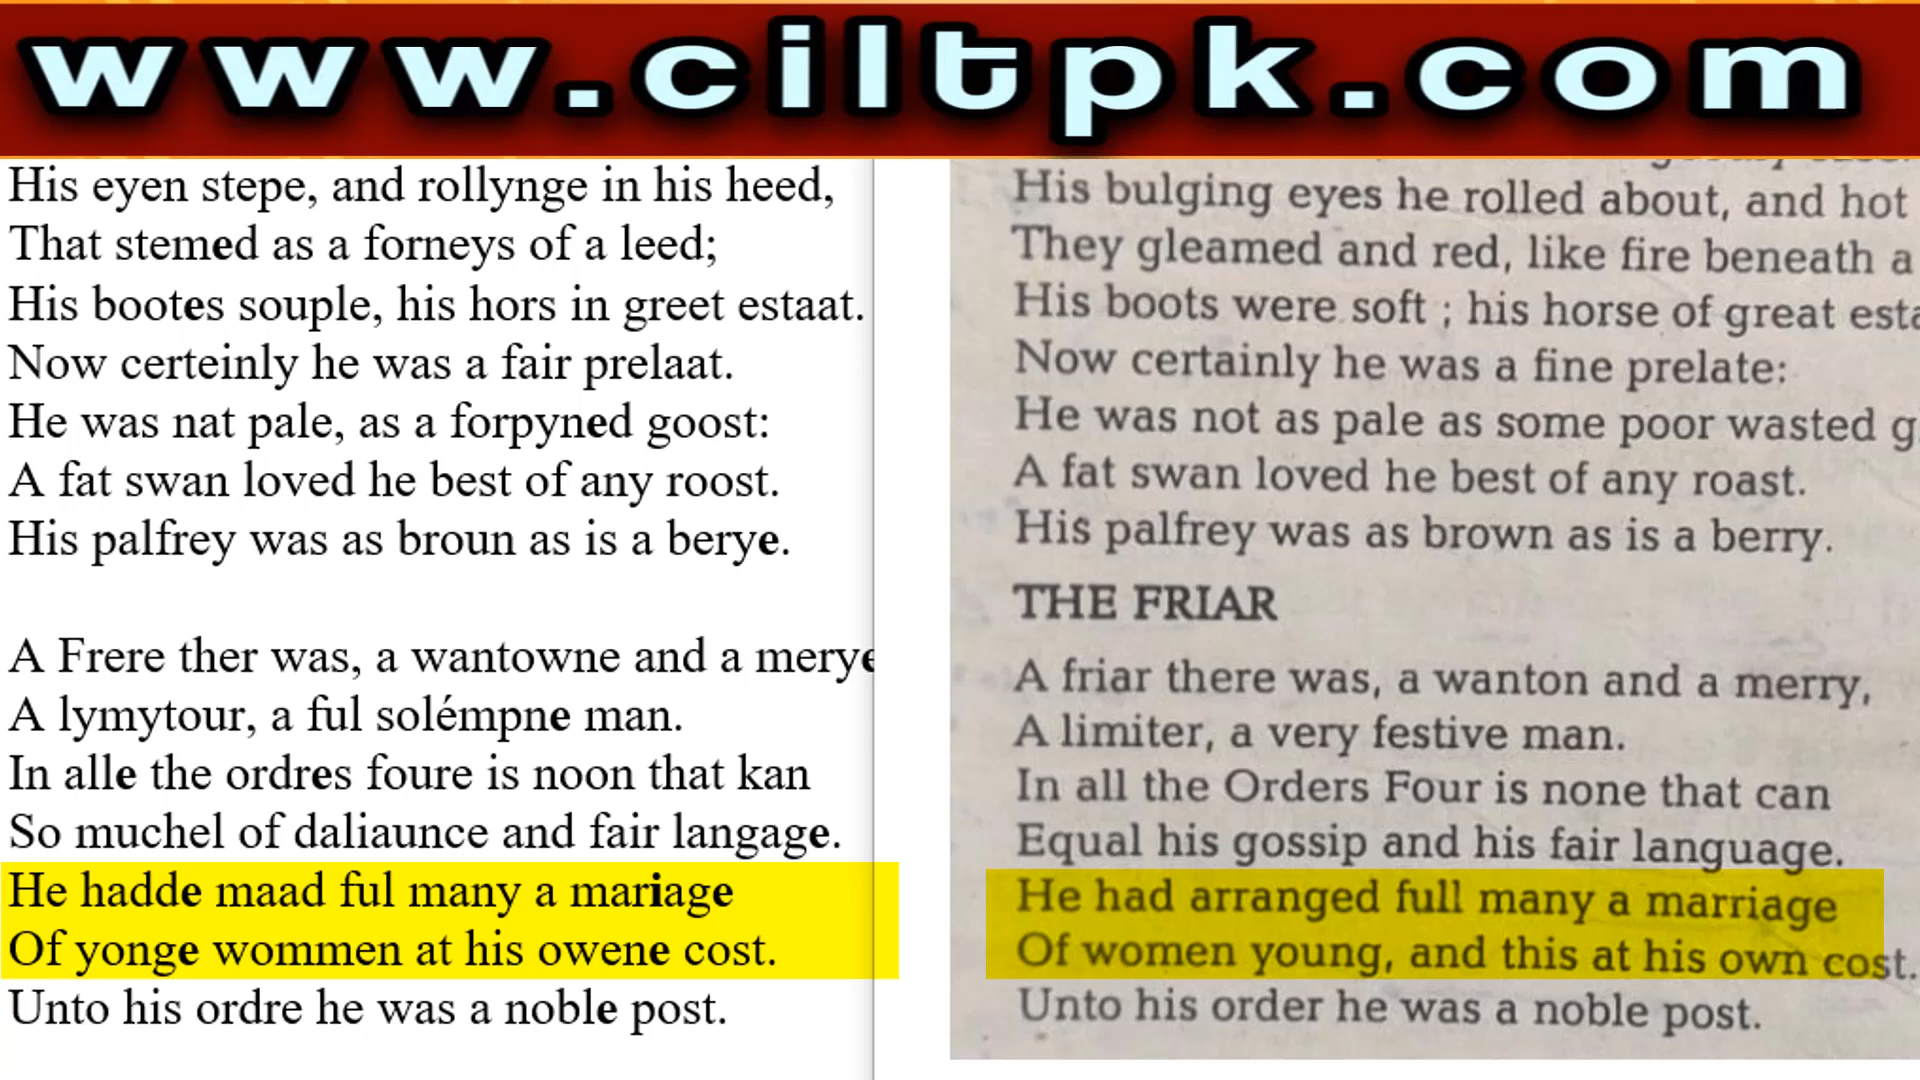 www.ciltpk.com
His eyen stepe, and rollynge in his heed,
That stemed as a forneys of a leed;
His bootes souple, his hors in greet estaat.
Now certeinly he was a fair prelaat.
He was nat pale, as a forpyned goost:
A fat swan loved he best of any roost.
His palfrey was as broun as is a berye.
A Frere ther was, a wantowne and a merye
A lymytour, a ful solémpne man.
In alle the ordres foure is noon that kan
So muchel of daliaunce and fair langage.
He hadde maad ful many a mariage
Of yonge wommen at his owene cost.
Unto his ordre he was a noble post.
His bulging eyes he rolled about, and hot
They gleamed and red, like fire beneath a
His boots were soft ; his horse of great
Now certainly he was a fine prelate:
He was not as pale as some poor wasted
A fat swan loved he best of any roast.
His palfrey was as brown as is a berry.
THE FRIAR
A friar there was, a wanton and a merry,
A limiter, a very festive man.
In all the Orders Four is none that can
Equal his gossip and his fair language.
He had arranged full many a marriage
Of women young, and this at his own cost.
Unto his order he was a noble post.